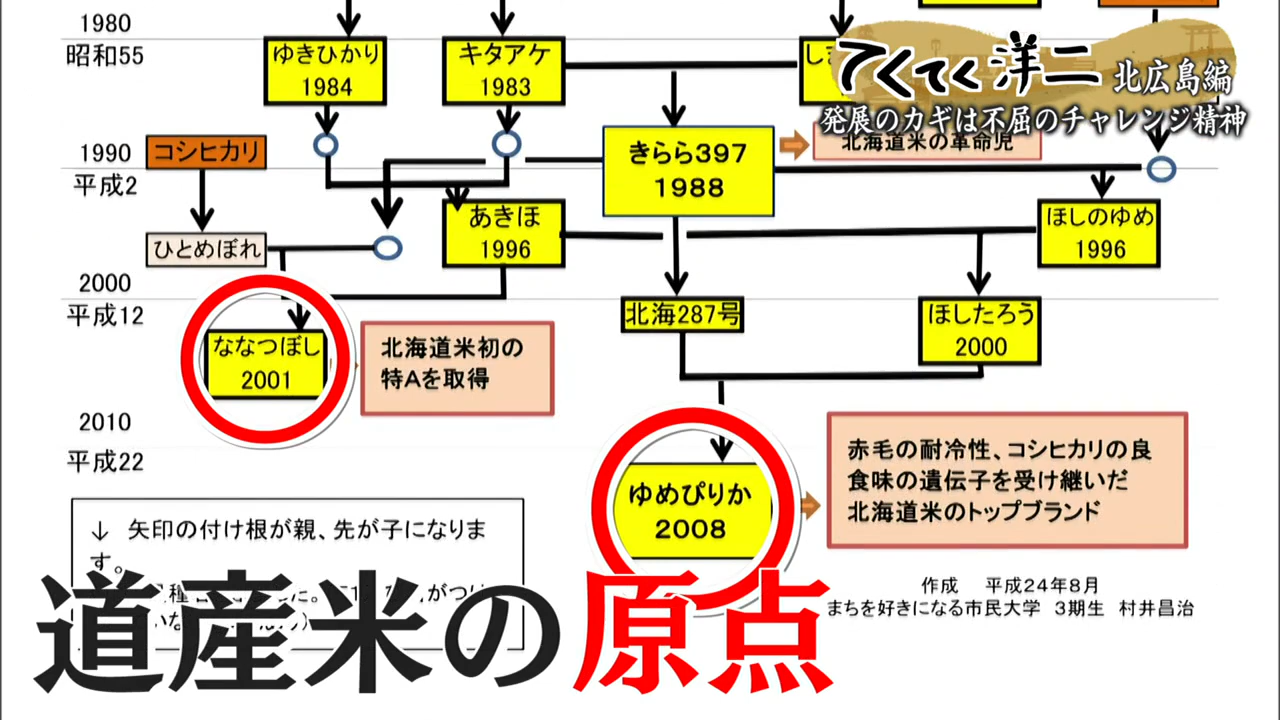 1980
昭和55
ゆきひかり
1984
キタアケ
1983
し
てくてく洋二
北広島編
発展のカギは不屈のチャレンジ精神
1990
平成2
コシヒカリ
きらら397
1988
北海道米の革命児
ひとめぼれ
あきほ
1996
ほしのゆめ
1996
2000
平成12
ななつぼし
2001
北海道米初の
特Aを取得
北海287号
ほしたろう
2000
2010
平成22
ゆめぴりか
2008
赤毛の耐冷性、コシヒカリの良
食味の遺伝子を受け継いだ
北海道米のトップブランド
↓ 矢印の付け根が親、先が子になりま
す。
作成 平成24年8月
まちを好きになる市民大学 3期生 村井昌治
道産米の原点